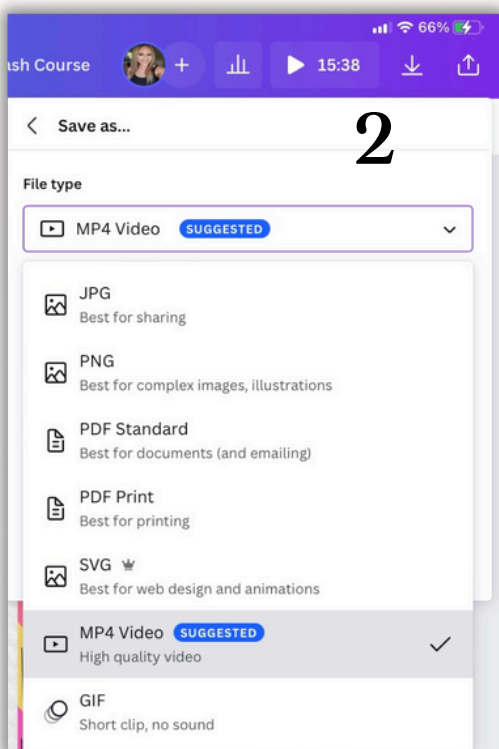 66%
ash Course + 15:38
Save as...
2
File type
MP4 Video SUGGESTED
JPG
Best for sharing
PNG
Best for complex images, illustrations
PDF Standard
Best for documents (and emailing)
PDF Print
Best for printing
SVG
Best for web design and animations
MP4 Video SUGGESTED
High quality video
GIF
Short clip, no sound